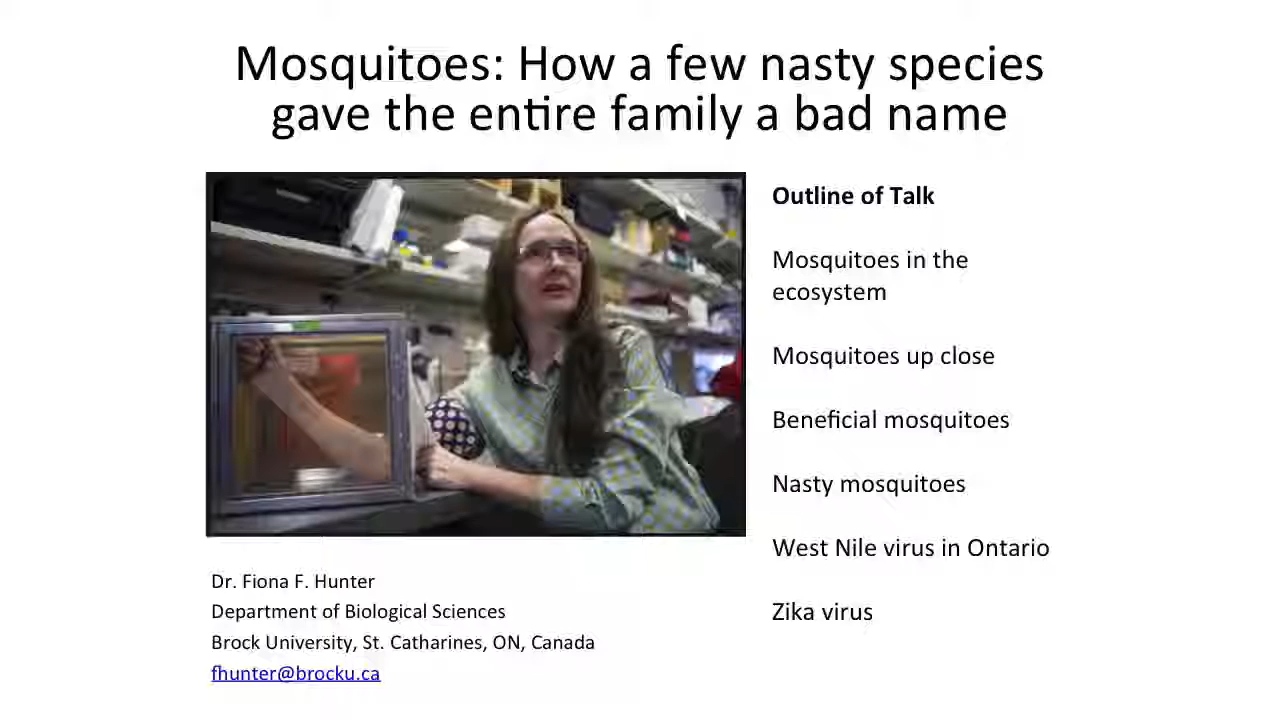 Mosquitoes: How a few nasty species
gave the entire family a bad name
Outline of Talk
Mosquitoes in the
ecosystem
Mosquitoes up close
Beneficial mosquitoes
Nasty mosquitoes
West Nile virus in Ontario
Zika virus
Dr. Fiona F. Hunter
Department of Biological Sciences
Brock University, St. Catharines, ON, Canada
fhunter@brocku.ca